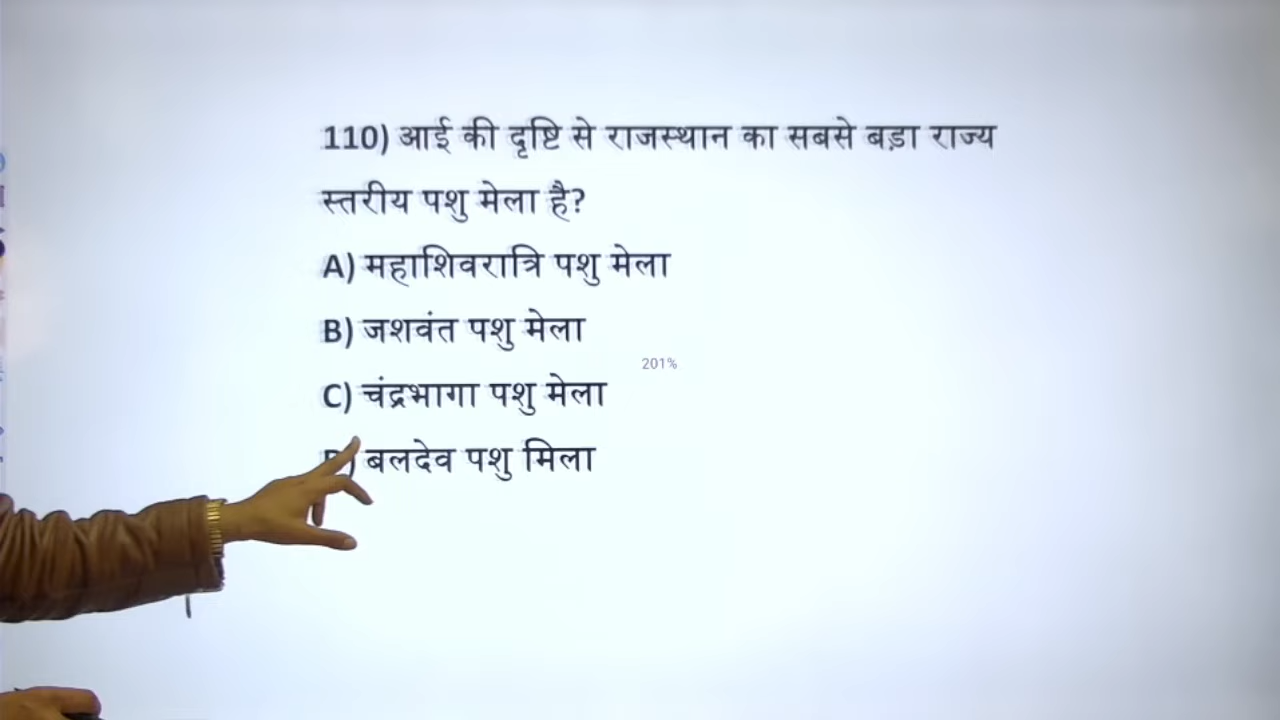 110) आई की दृष्टि से राजस्थान का सबसे बड़ा राज्य
स्तरीय पशु मेला है?
A) महाशिवरात्रि पशु मेला
B) जशवंत पशु मेला
201%
C) चंद्रभागा पशु मेला
D) बलदेव पशु मिला